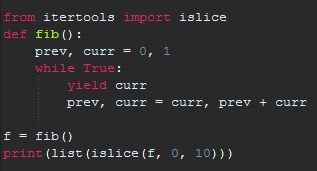 from itertools import islice
def fib():
    prev, curr = 0, 1
    while True:
        yield curr
        prev, curr = curr, prev + curr

f = fib()
print(list(islice(f, 0, 10)))